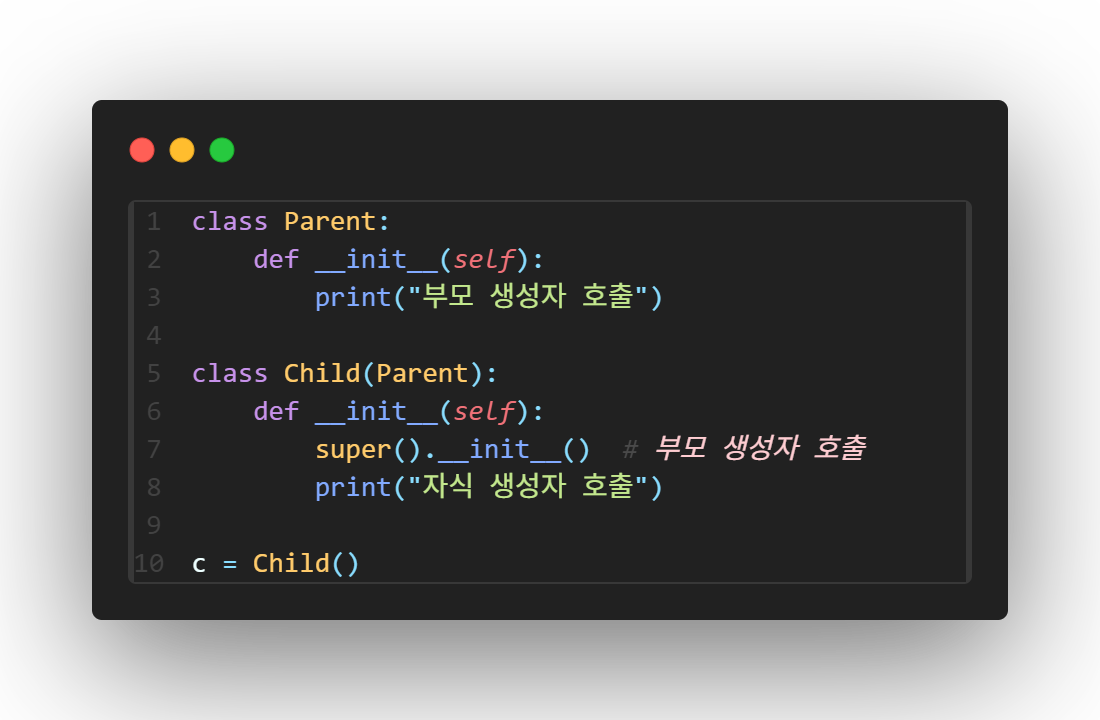 1 class Parent:
2     def __init__(self):
3         print("부모 생성자 호출")
4
5 class Child(Parent):
6     def __init__(self):
7         super().__init__()  # 부모 생성자 호출
8         print("자식 생성자 호출")
9
10 c = Child()